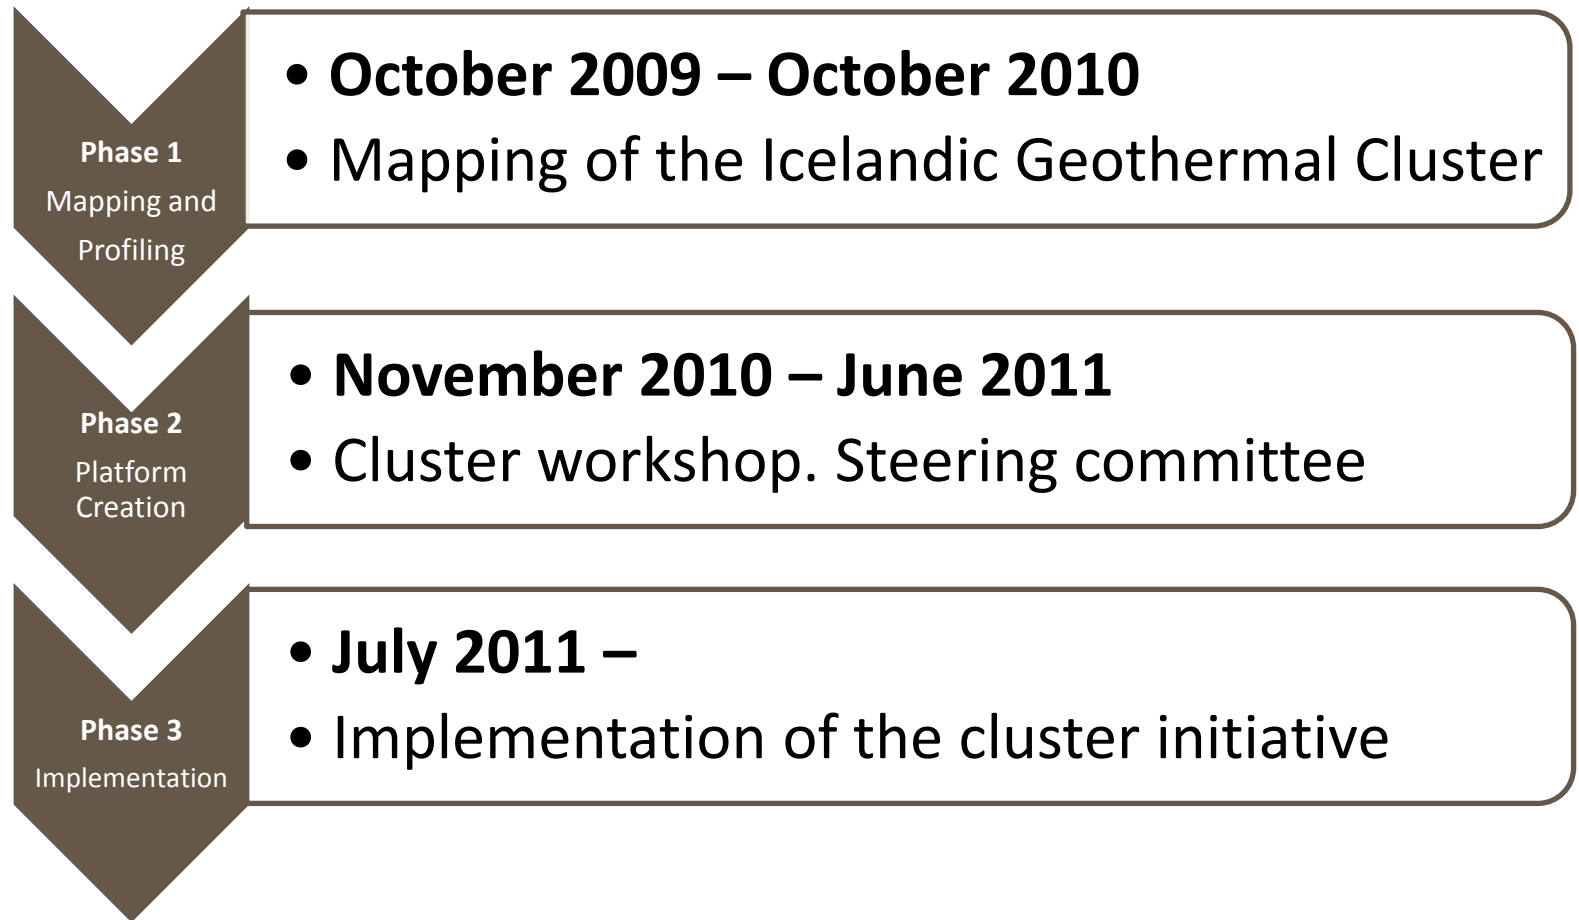 Phase 1
Mapping and
Profiling
• October 2009 – October 2010
• Mapping of the Icelandic Geothermal Cluster
Phase 2
Platform
Creation
• November 2010 – June 2011
• Cluster workshop. Steering committee
Phase 3
Implementation
• July 2011 –
• Implementation of the cluster initiative